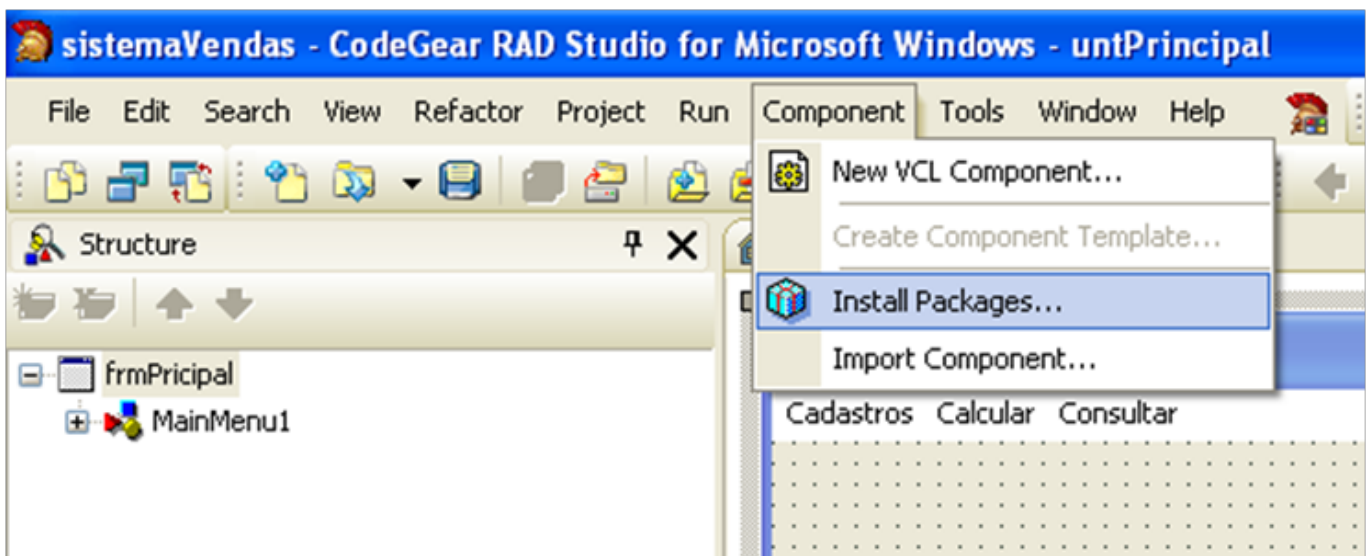 sistemaVendas - CodeGear RAD Studio for Microsoft Windows - untPrincipal
File Edit Search View Refactor Project Run Component Tools Window Help
New VCL Component...
Structure
Create Component Template...
Install Packages...
frmPricipal
Import Component...
MainMenu1
Cadastros Calcular Consultar